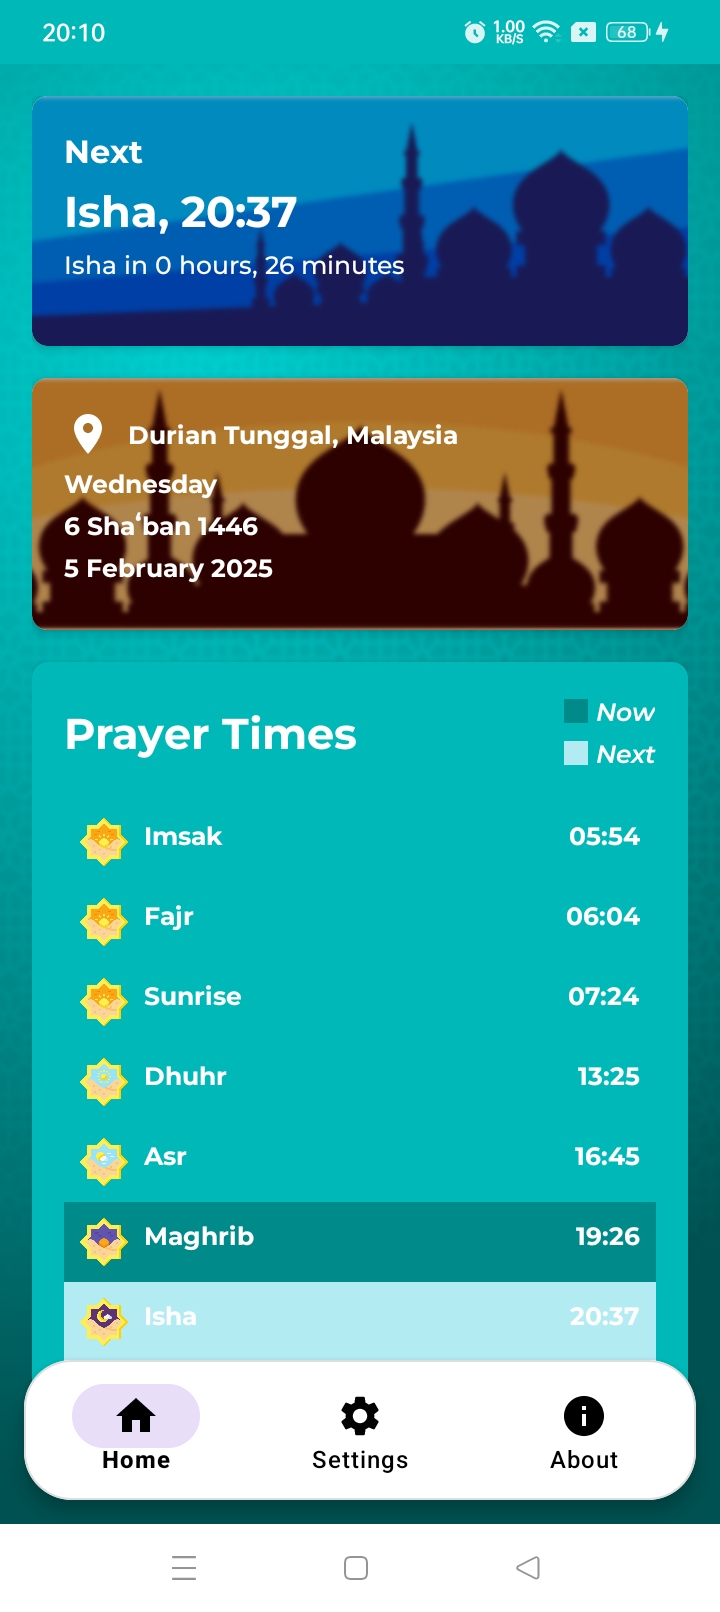 20:10
1.00
KB/S
68
Next
Isha, 20:37
Isha in 0 hours, 26 minutes
Durian Tunggal, Malaysia
Wednesday
6 Shaʻban 1446
5 February 2025
Prayer Times
Now
Next
Imsak 05:54
Fajr 06:04
Sunrise 07:24
Dhuhr 13:25
Asr 16:45
Maghrib 19:26
Isha 20:37
Home Settings About